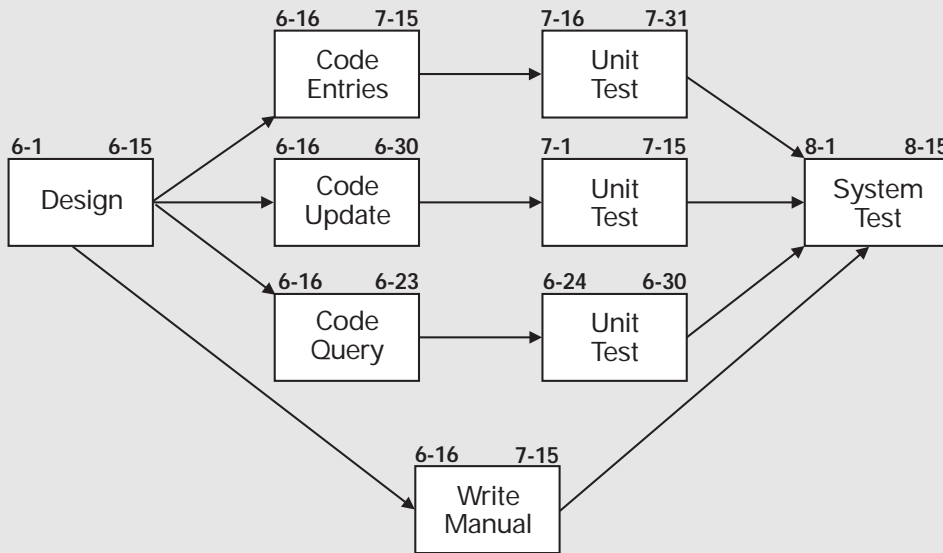 6-16 7-15
Code
Entries
7-16 7-31
Unit
Test
6-1 6-15
Design
6-16 6-30
Code
Update
7-1 7-15
Unit
Test
8-1 8-15
System
Test
6-16 6-23
Code
Query
6-24 6-30
Unit
Test
6-16 7-15
Write
Manual